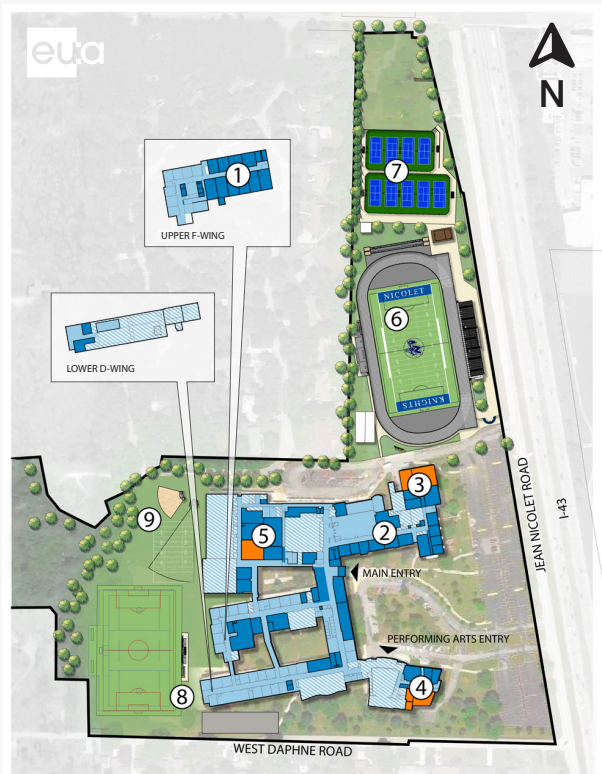 eu:a
N
1
UPPER F-WING
7
NICOLET
6
KNIGHTS
LOWER D-WING
3
9
5
2
JEAN NICOLET ROAD
I-43
MAIN ENTRY
PERFORMING ARTS ENTRY
4
8
WEST DAPHNE ROAD